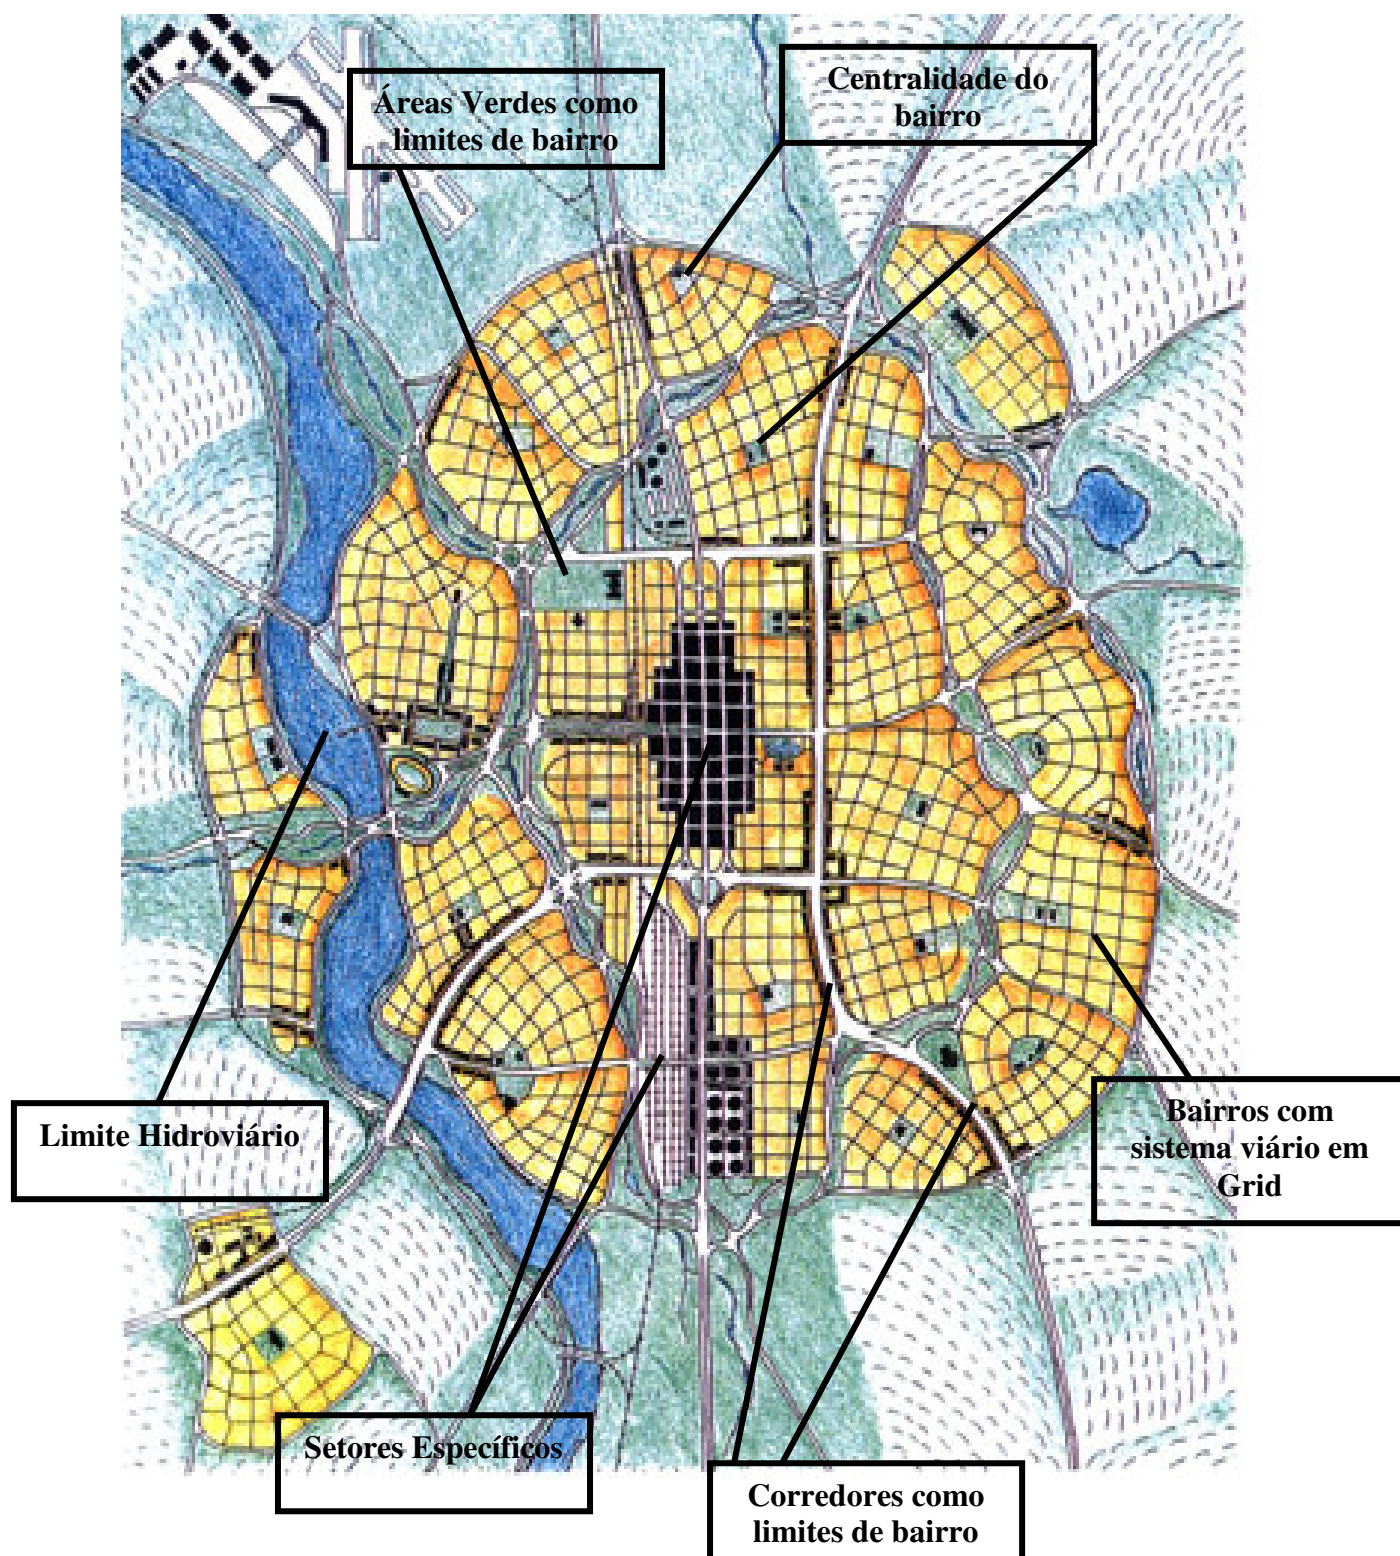 Áreas Verdes como
limites de bairro
Centralidade do
bairro
Limite Hidroviário
Bairros com
sistema viário em
Grid
Setores Específicos
Corredores como
limites de bairro